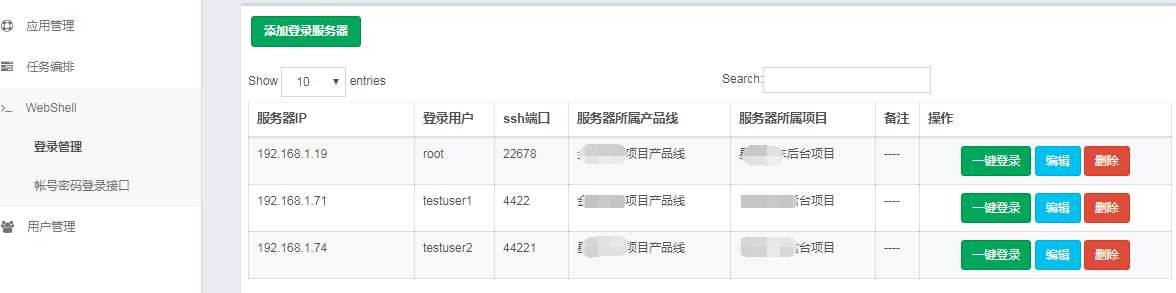 应用管理
任务编排
WebShell
登录管理
帐号密码登录接口
用户管理
添加登录服务器
Show 10 entries Search:
服务器IP 登录用户 ssh端口 服务器所属产品线 服务器所属项目 备注 操作
192.168.1.19 root 22678 项目产品线 后台项目 ---- 一键登录 编辑 删除
192.168.1.71 testuser1 4422 项目产品线 台项目 ---- 一键登录 编辑 删除
192.168.1.74 testuser2 44221 项目产品线 台项目 ---- 一键登录 编辑 删除